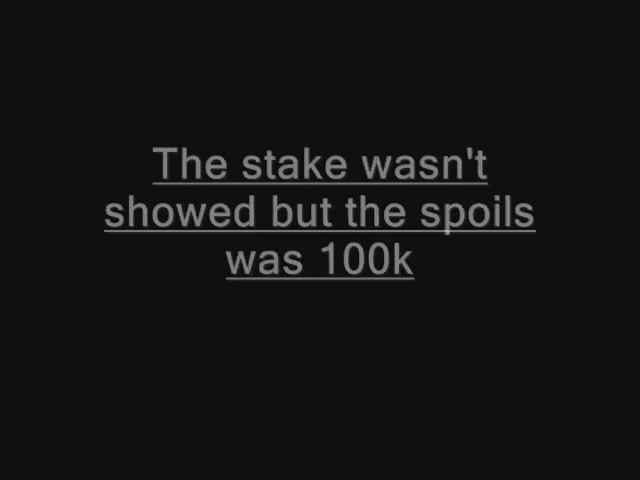 The stake wasn't
showed but the spoils
was 100k